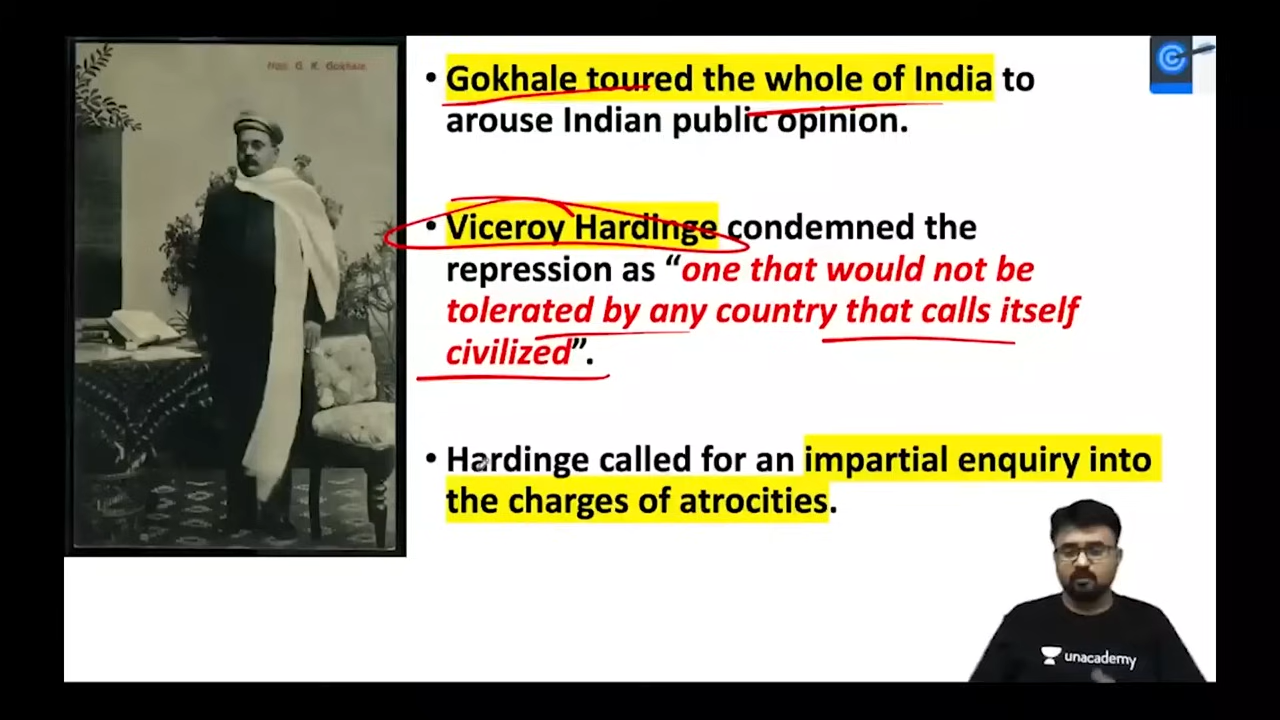 Hon. G. K. Gokhale.
• Gokhale toured the whole of India to
arouse Indian public opinion.
• Viceroy Hardinge condemned the
repression as “one that would not be
tolerated by any country that calls itself
civilized”.
• Hardinge called for an impartial enquiry into
the charges of atrocities.
unacademy